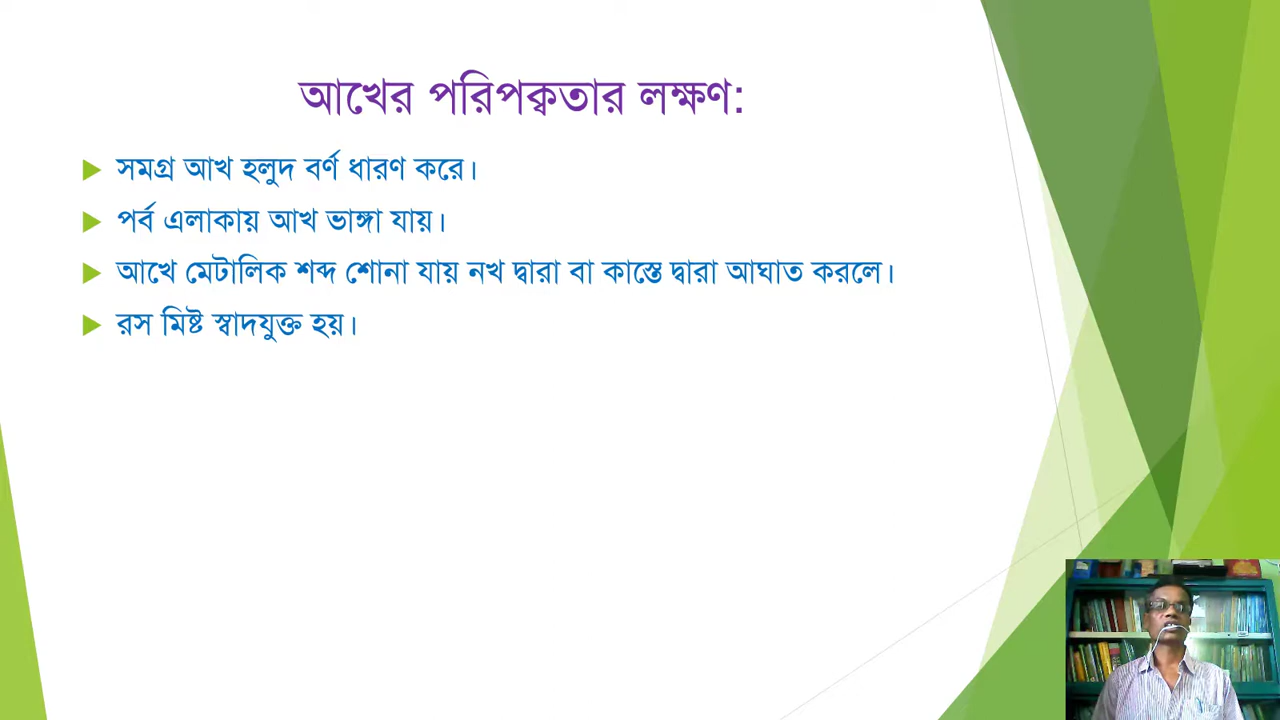 আখের পরিপক্বতার লক্ষণ:
সমগ্র আখ হলুদ বর্ণ ধারণ করে।
পর্ব এলাকায় আখ ভাঙ্গা যায়।
আখে মেটালিক শব্দ শোনা যায় নখ দ্বারা বা কাস্তে দ্বারা আঘাত করলে।
রস মিষ্ট স্বাদযুক্ত হয়।